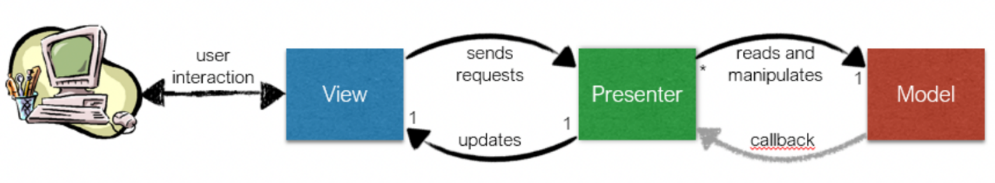 user
interaction
View
sends
requests
1
updates
1
Presenter
*
reads and
manipulates
1
callback
Model